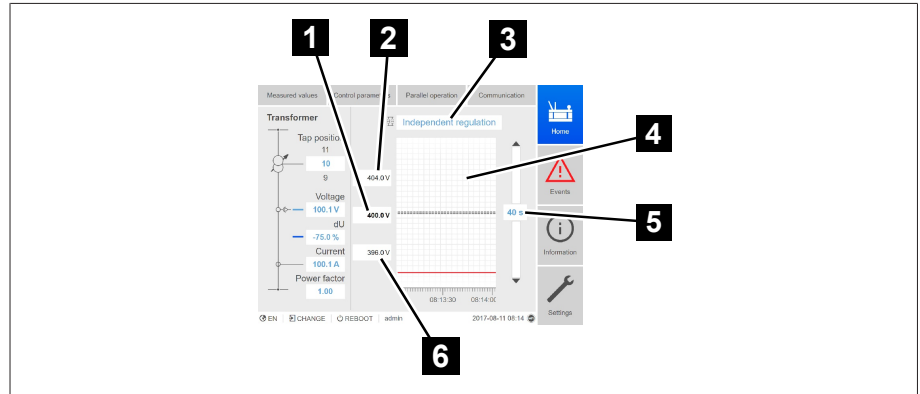 1
2
3
Measured values
Control parameters
Parallel operation
Communication
Transformer
Independent regulation
Home
4
Tap position
11
10
9
404.0 V
Events
Voltage
100.1 V
400.0 V
40 s
5
dU
-75.0 %
Current
396.0 V
Information
100.1 A
Power factor
1.00
08:13:30
08:14:00
Settings
EN
CHANGE
REBOOT
admin
2017-08-11 08:14
6